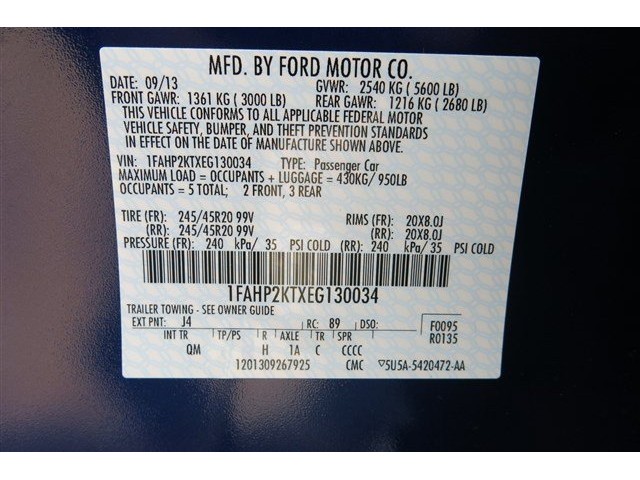 MFD. BY FORD MOTOR CO.
DATE: 09/13 GVWR: 2540 KG ( 5600 LB)
FRONT GAWR: 1361 KG ( 3000 LB) REAR GAWR: 1216 KG ( 2680 LB)
THIS VEHICLE CONFORMS TO ALL APPLICABLE FEDERAL MOTOR
VEHICLE SAFETY, BUMPER, AND THEFT PREVENTION STANDARDS
IN EFFECT ON THE DATE OF MANUFACTURE SHOWN ABOVE.
VIN: 1FAHP2KTXEG130034 TYPE: Passenger Car
MAXIMUM LOAD = OCCUPANTS + LUGGAGE = 430KG/ 950LB
OCCUPANTS = 5 TOTAL; 2 FRONT, 3 REAR
TIRE (FR): 245/45R20 99V RIMS (FR): 20X8.0J
(RR): 245/45R20 99V (RR): 20X8.0J
PRESSURE (FR): 240 kPa/ 35 PSI COLD (RR): 240 kPa/ 35 PSI COLD
1FAHP2KTXEG130034
TRAILER TOWING - SEE OWNER GUIDE
EXT PNT: J4 RC: 89 DSO: F0095
INT TR TP/PS R AXLE TR SPR R0135
QM H 1A C CCCC
1201309267925 CMC ▽5U5A-5420472-AA